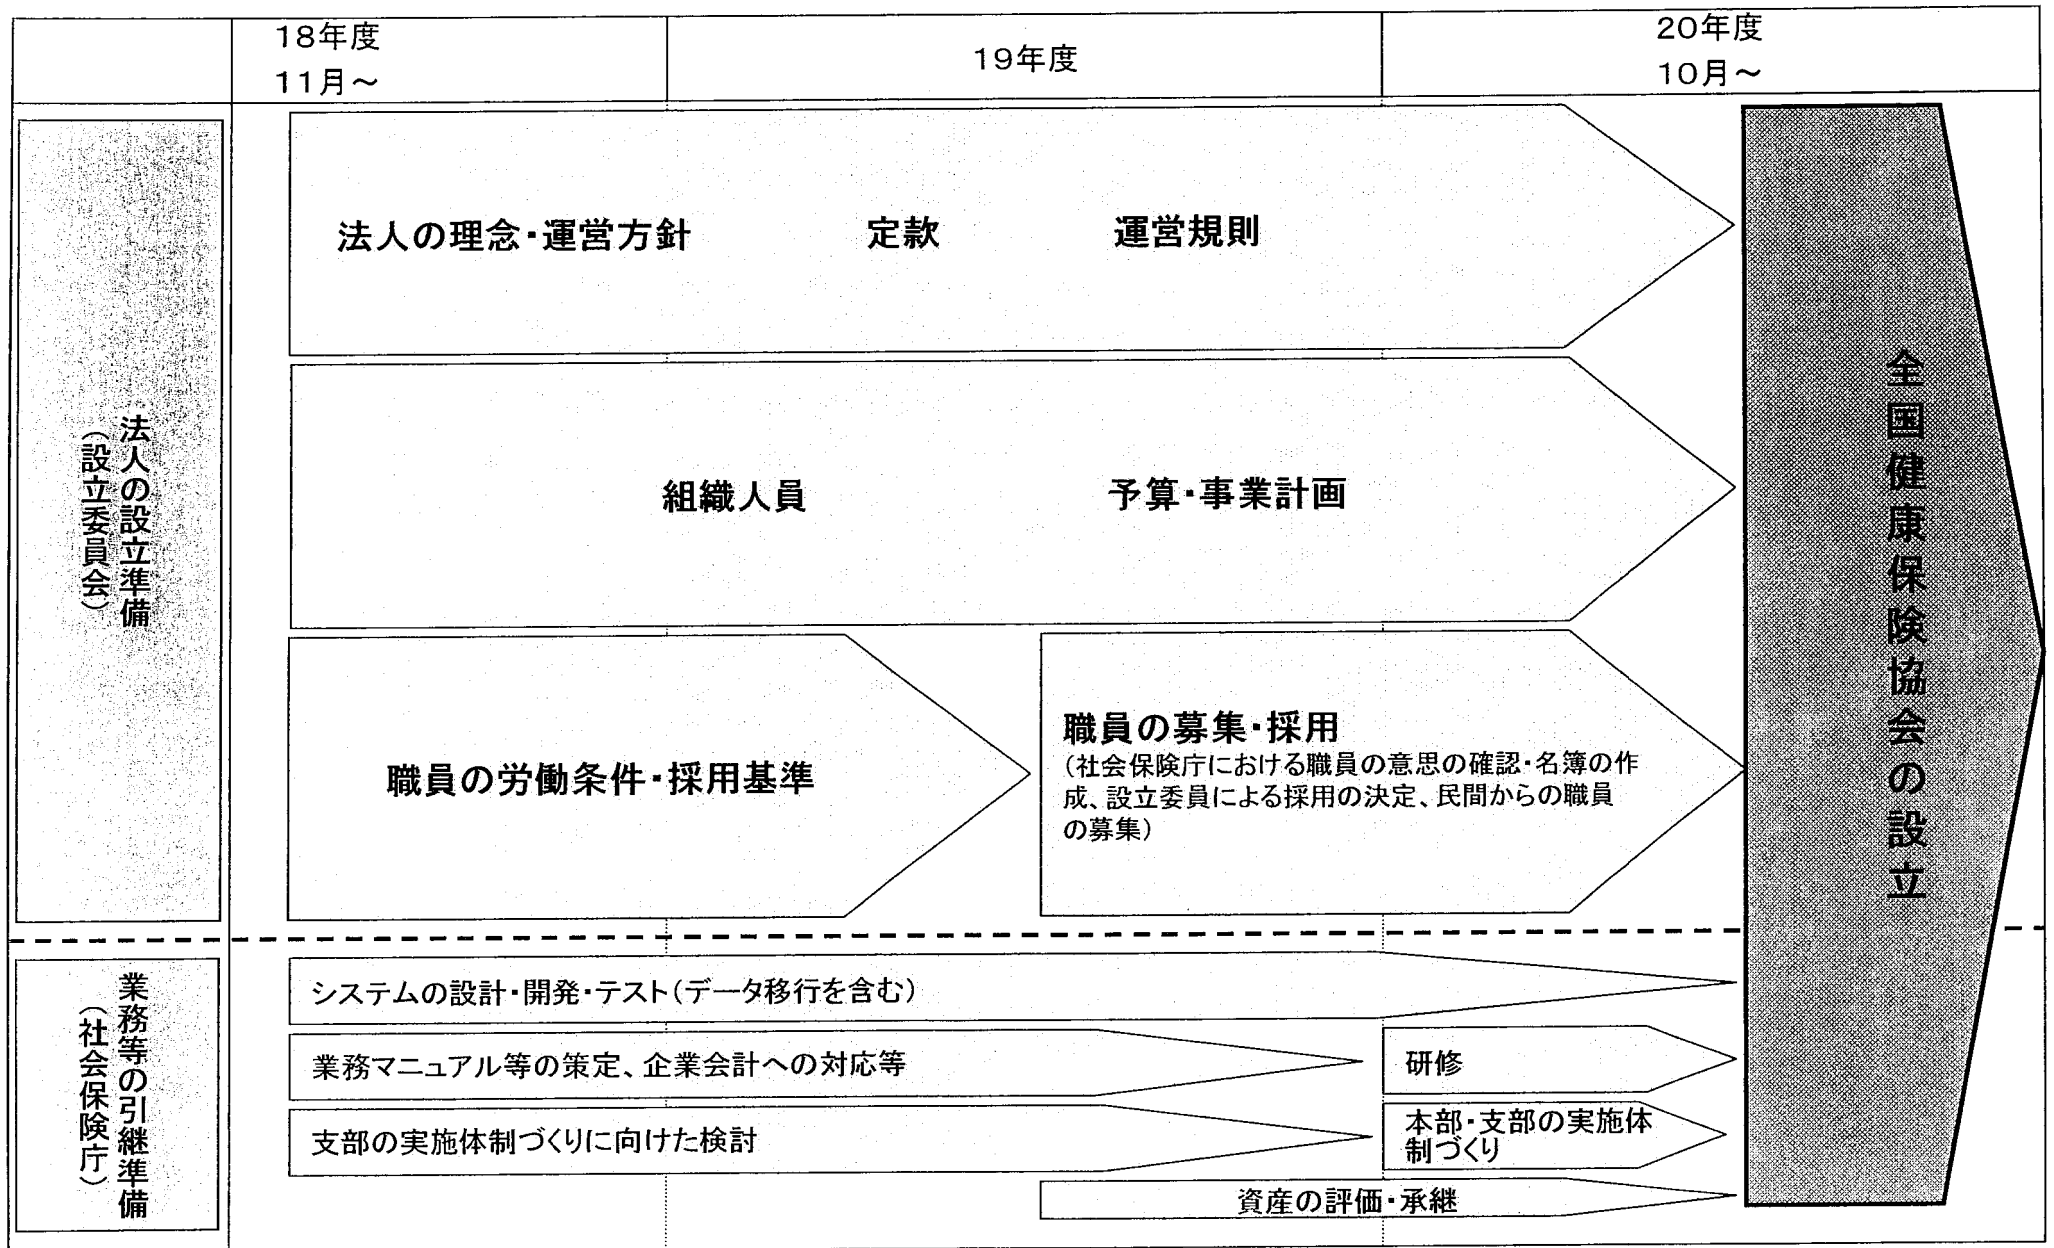 18年度
11月～
19年度
20年度
10月～
法人の設立準備
（設立委員会）
法人の理念・運営方針
定款
運営規則
組織人員
予算・事業計画
職員の労働条件・採用基準
職員の募集・採用
（社会保険庁における職員の意思の確認・名簿の作
成、設立委員による採用の決定、民間からの職員
の募集）
全国健康保険協会の設立
業務等の引継準備
（社会保険庁）
システムの設計・開発・テスト（データ移行を含む）
業務マニュアル等の策定、企業会計への対応等
研修
支部の実施体制づくりに向けた検討
本部・支部の実施体
制づくり
資産の評価・承継